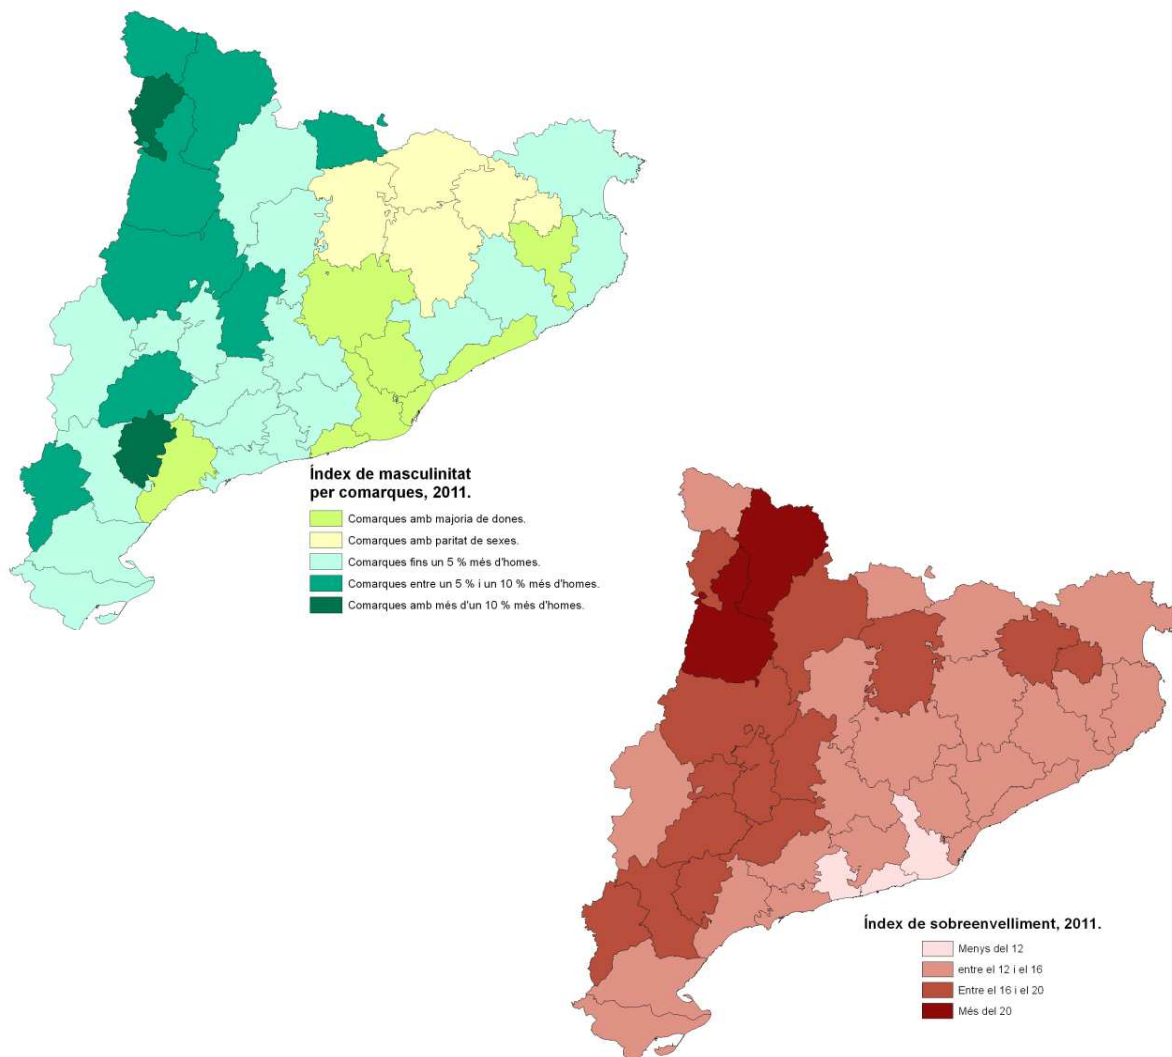 Índex de masculinitat
per comarques, 2011.
Comarques amb majoria de dones.
Comarques amb paritat de sexes.
Comarques fins un 5 % més d'homes.
Comarques entre un 5 % i un 10 % més d'homes.
Comarques amb més d'un 10 % més d'homes.
Índex de sobreenvelliment, 2011.
Menys del 12
entre el 12 i el 16
Entre el 16 i el 20
Més del 20